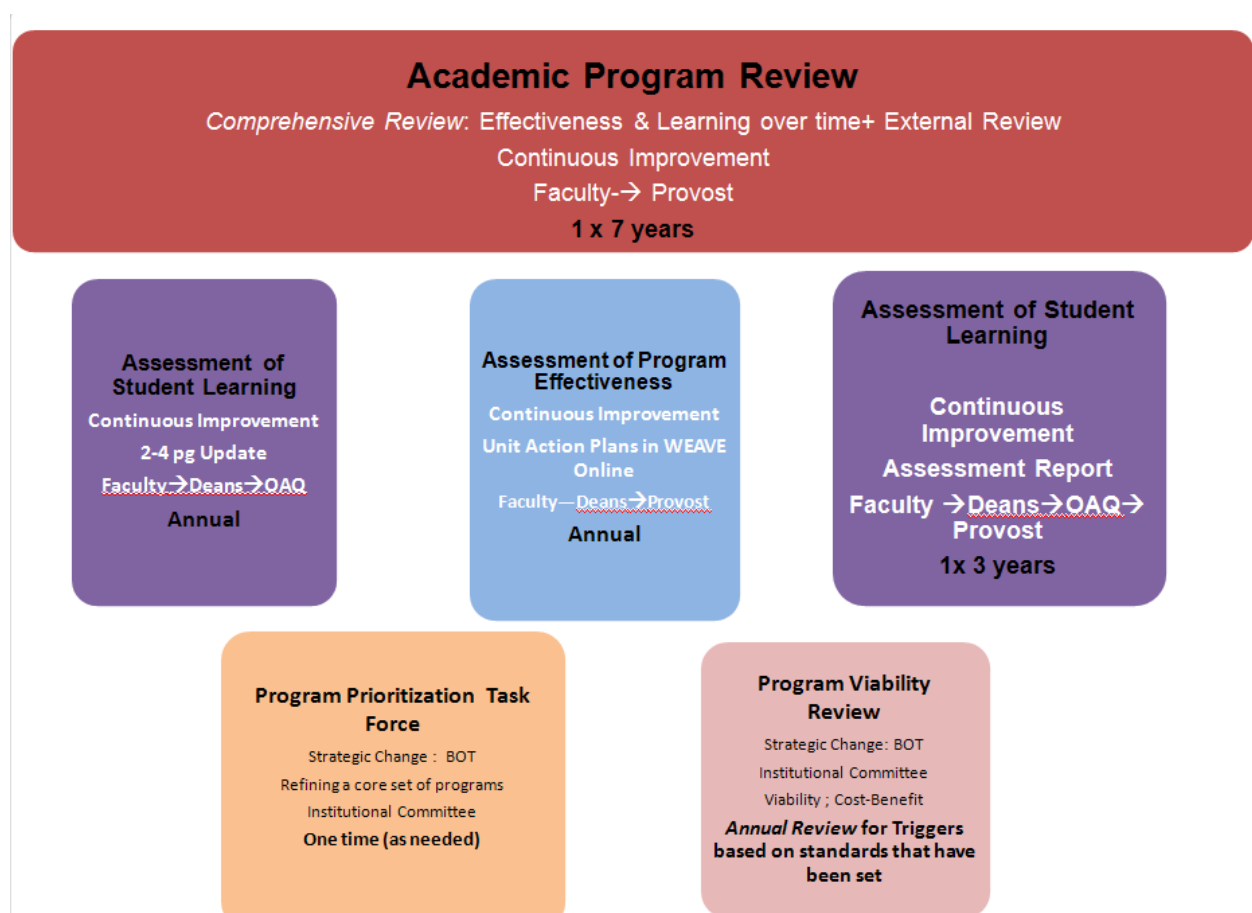 Academic Program Review
Comprehensive Review: Effectiveness & Learning over time+ External Review
Continuous Improvement
Faculty-→ Provost
1 x 7 years
Assessment of
Student Learning
Continuous Improvement
2-4 pg Update
Faculty→Deans→OAQ
Annual
Assessment of Program
Effectiveness
Continuous Improvement
Unit Action Plans in WEAVE
Online
Faculty—Deans→Provost
Annual
Assessment of Student
Learning
Continuous
Improvement
Assessment Report
Faculty →Deans→OAQ→
Provost
1x 3 years
Program Prioritization Task
Force
Strategic Change : BOT
Refining a core set of programs
Institutional Committee
One time (as needed)
Program Viability
Review
Strategic Change: BOT
Institutional Committee
Viability ; Cost-Benefit
Annual Review for Triggers
based on standards that have
been set